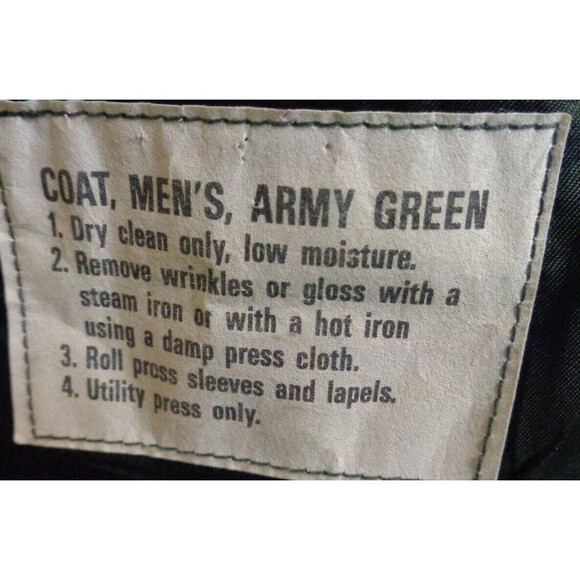 COAT, MEN'S, ARMY GREEN
1. Dry clean only, low moisture.
2. Remove wrinkles or gloss with a
steam iron or with a hot iron
using a damp press cloth.
3. Roll pross sleeves and lapels.
4. Utility press only.